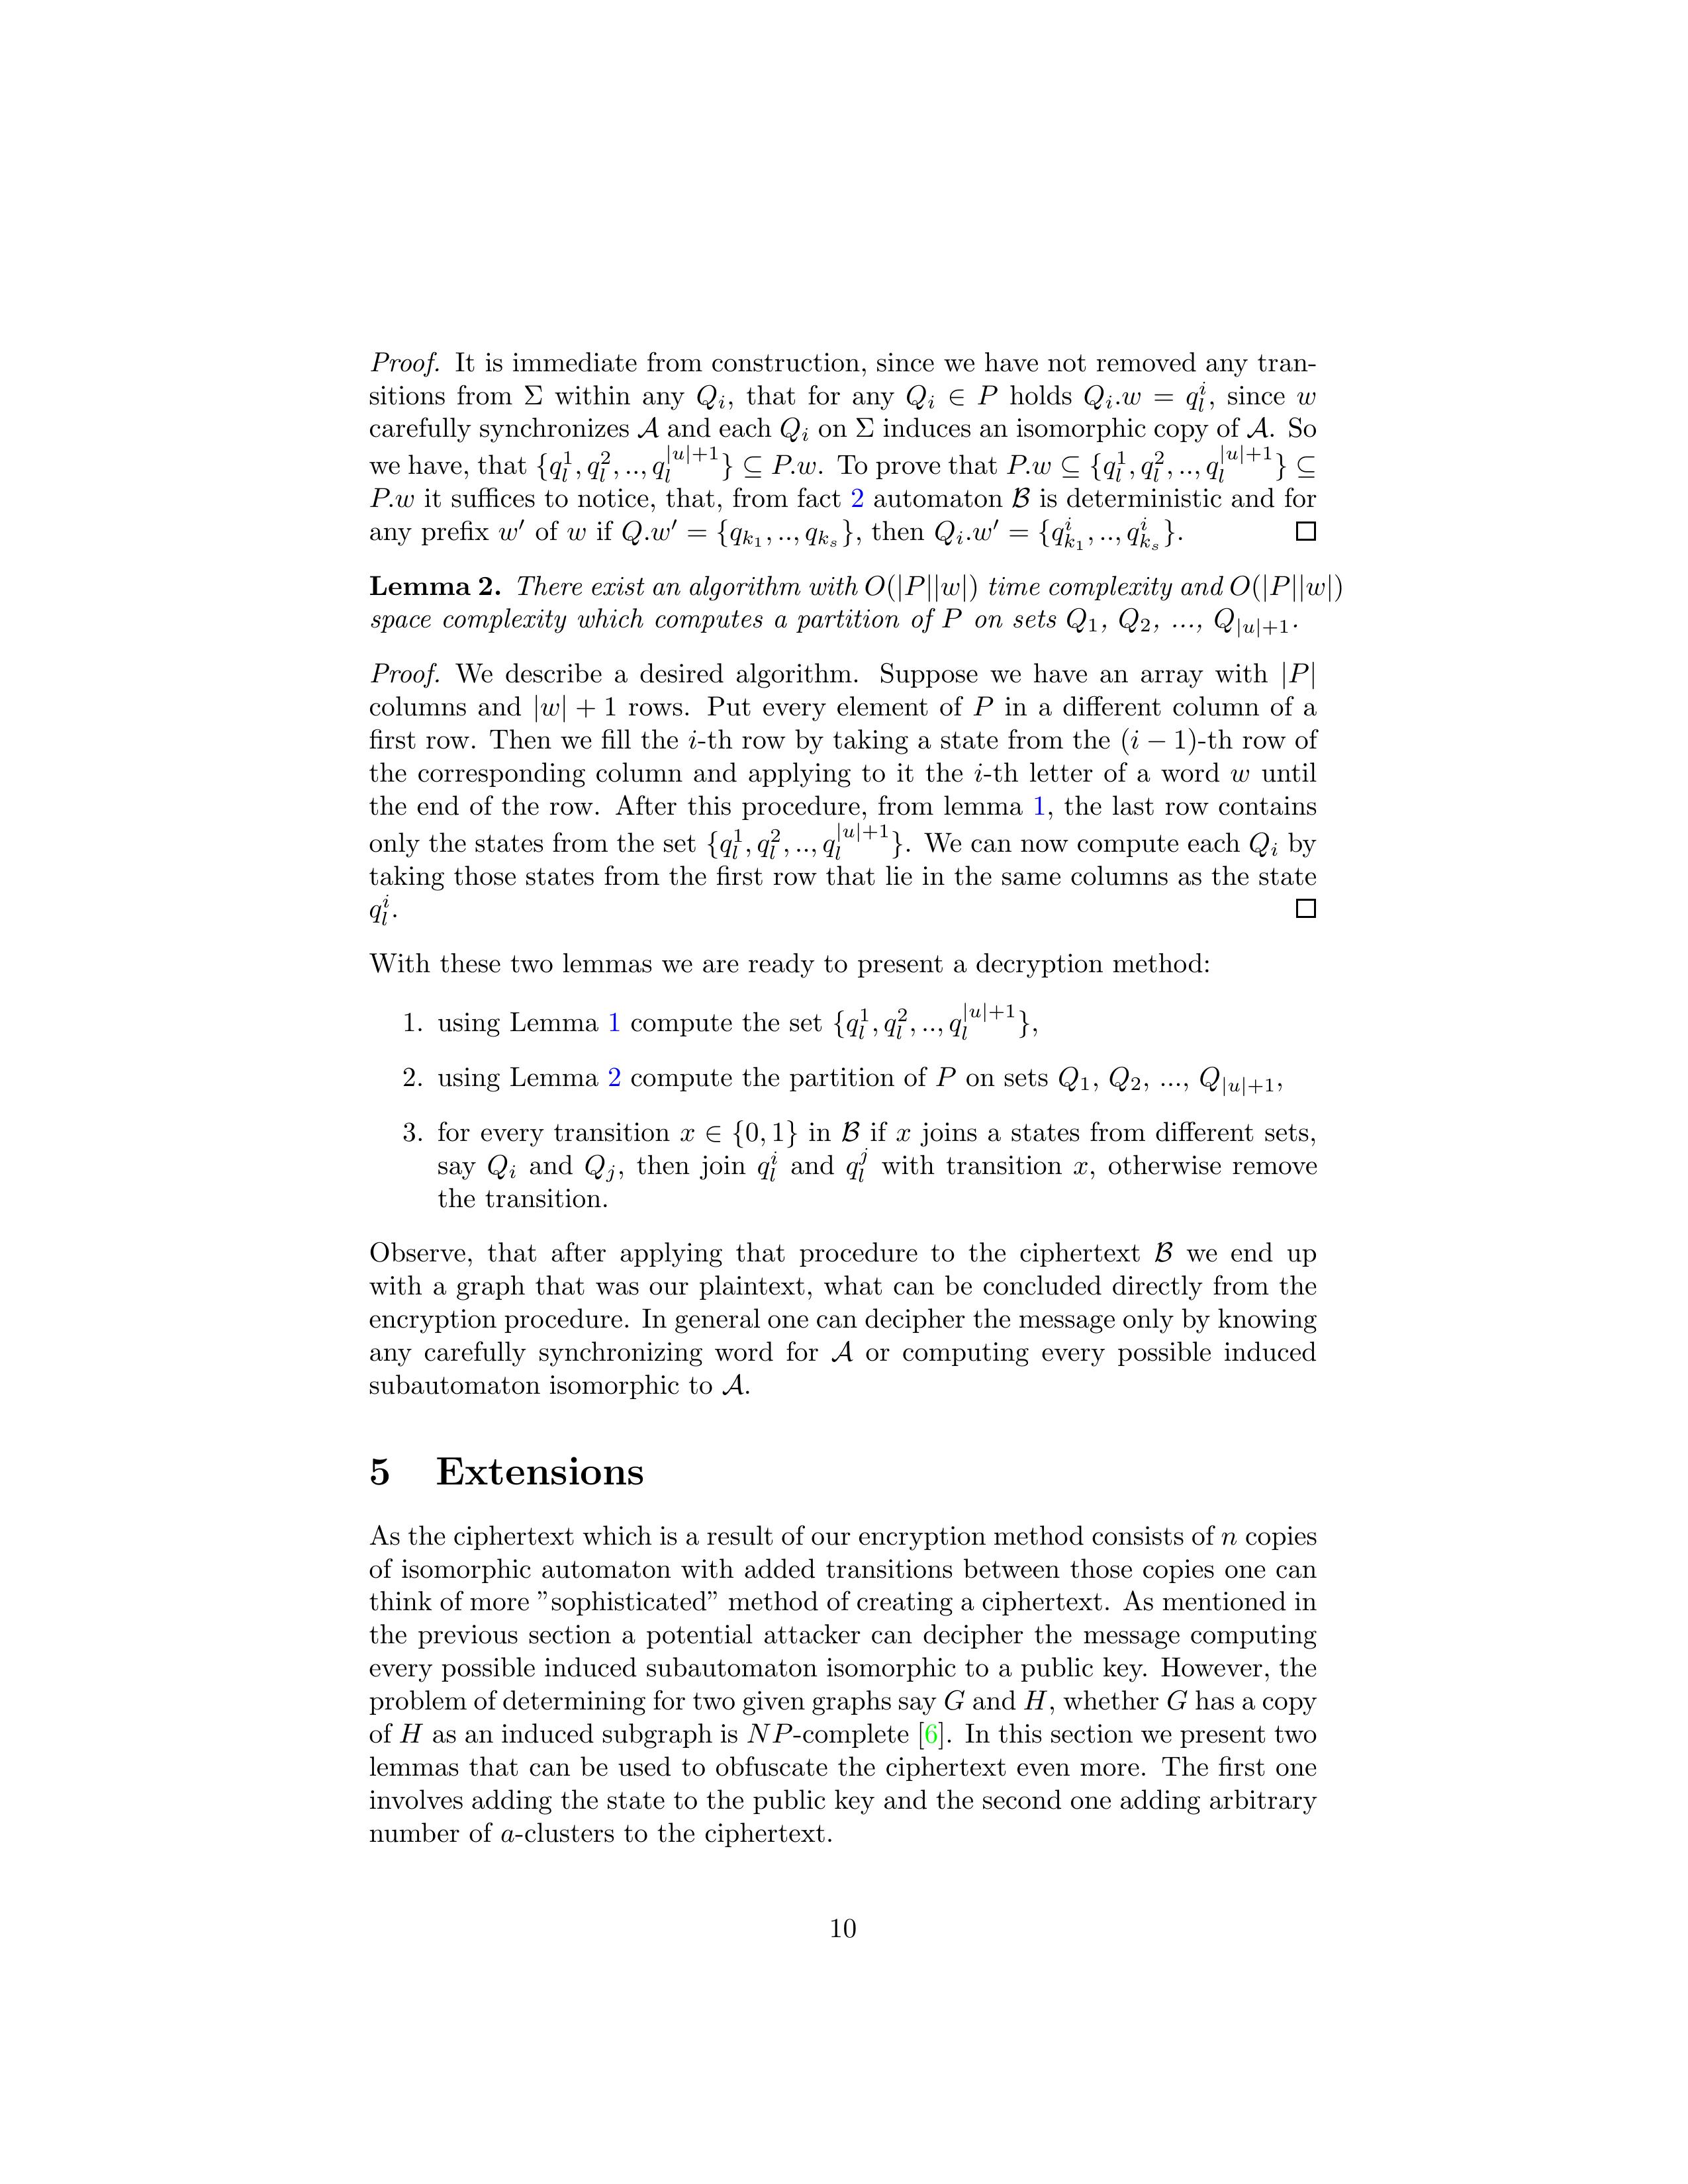 Proof. It is immediate from construction, since we have not removed any tran-
sitions from Σ within any Q_i, that for any Q_i ∈ P holds Q_i.w = q_l^i, since w
carefully synchronizes 𝒜 and each Q_i on Σ induces an isomorphic copy of 𝒜. So
we have, that {q_l^1, q_l^2, .., q_l^{|u|+1}} ⊆ P.w. To prove that P.w ⊆ {q_l^1, q_l^2, .., q_l^{|u|+1}} ⊆
P.w it suffices to notice, that, from fact 2 automaton ℬ is deterministic and for
any prefix w′ of w if Q.w′ = {q_{k_1}, .., q_{k_s}}, then Q_i.w′ = {q_{k_1}^i, .., q_{k_s}^i}. □
Lemma 2. There exist an algorithm with O(|P||w|) time complexity and O(|P||w|)
space complexity which computes a partition of P on sets Q_1, Q_2, ..., Q_{|u|+1}.
Proof. We describe a desired algorithm. Suppose we have an array with |P|
columns and |w| + 1 rows. Put every element of P in a different column of a
first row. Then we fill the i-th row by taking a state from the (i − 1)-th row of
the corresponding column and applying to it the i-th letter of a word w until
the end of the row. After this procedure, from lemma 1, the last row contains
only the states from the set {q_l^1, q_l^2, .., q_l^{|u|+1}}. We can now compute each Q_i by
taking those states from the first row that lie in the same columns as the state
q_l^i. □
With these two lemmas we are ready to present a decryption method:
1. using Lemma 1 compute the set {q_l^1, q_l^2, .., q_l^{|u|+1}},
2. using Lemma 2 compute the partition of P on sets Q_1, Q_2, ..., Q_{|u|+1},
3. for every transition x ∈ {0, 1} in ℬ if x joins a states from different sets,
say Q_i and Q_j, then join q_l^i and q_l^j with transition x, otherwise remove
the transition.
Observe, that after applying that procedure to the ciphertext ℬ we end up
with a graph that was our plaintext, what can be concluded directly from the
encryption procedure. In general one can decipher the message only by knowing
any carefully synchronizing word for 𝒜 or computing every possible induced
subautomaton isomorphic to 𝒜.
5 Extensions
As the ciphertext which is a result of our encryption method consists of n copies
of isomorphic automaton with added transitions between those copies one can
think of more ”sophisticated” method of creating a ciphertext. As mentioned in
the previous section a potential attacker can decipher the message computing
every possible induced subautomaton isomorphic to a public key. However, the
problem of determining for two given graphs say G and H, whether G has a copy
of H as an induced subgraph is NP-complete [6]. In this section we present two
lemmas that can be used to obfuscate the ciphertext even more. The first one
involves adding the state to the public key and the second one adding arbitrary
number of a-clusters to the ciphertext.
10